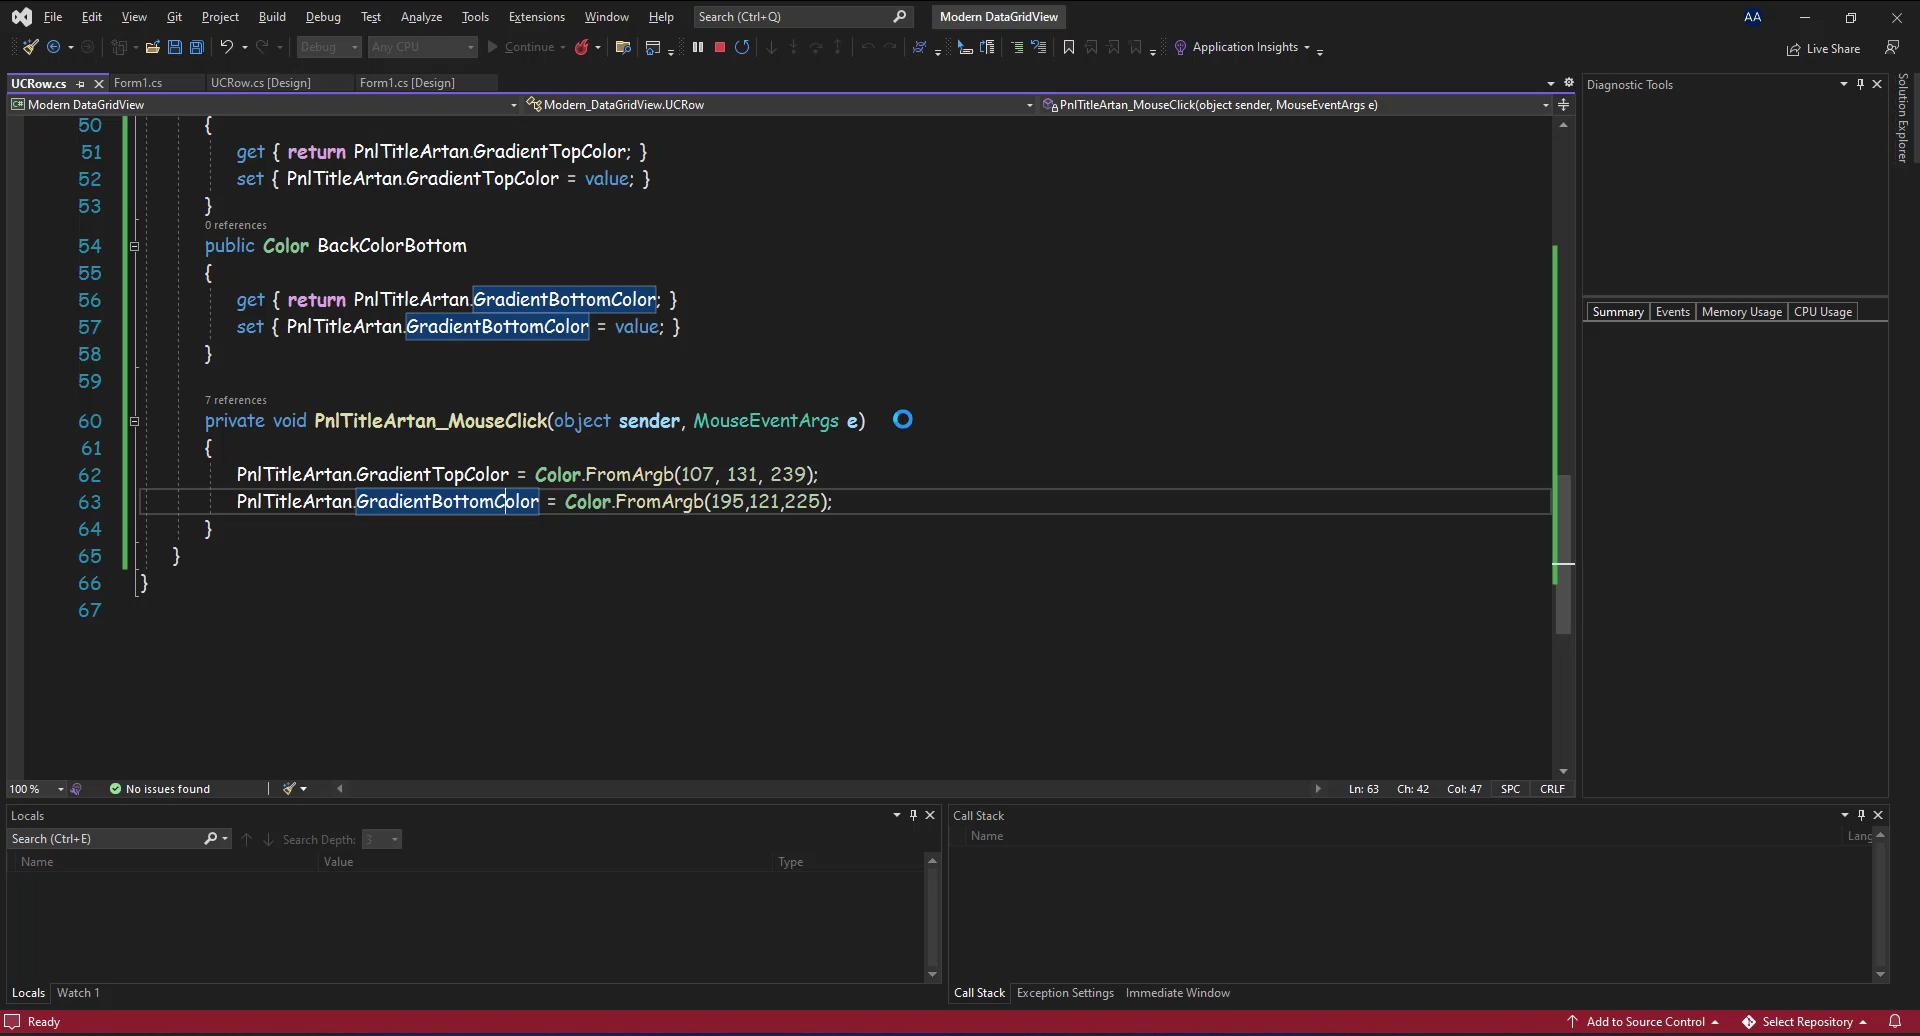 File Edit View Git Project Build Debug Test Analyze Tools Extensions Window Help Search (Ctrl+Q) Modern DataGridView AA
Debug Any CPU Continue Application Insights Live Share
UCRow.cs Form1.cs UCRow.cs [Design] Form1.cs [Design]
Modern DataGridView Modern_DataGridView.UCRow PnlTitleArtan_MouseClick(object sender, MouseEventArgs e)
50 {
51 get { return PnlTitleArtan.GradientTopColor; }
52 set { PnlTitleArtan.GradientTopColor = value; }
53 }
0 references
54 public Color BackColorBottom
55 {
56 get { return PnlTitleArtan.GradientBottomColor; }
57 set { PnlTitleArtan.GradientBottomColor = value; }
58 }
59
7 references
60 private void PnlTitleArtan_MouseClick(object sender, MouseEventArgs e)
61 {
62 PnlTitleArtan.GradientTopColor = Color.FromArgb(107, 131, 239);
63 PnlTitleArtan.GradientBottomColor = Color.FromArgb(195,121,225);
64 }
65 }
66 }
67
100 % No issues found Ln: 63 Ch: 42 Col: 47 SPC CRLF
Diagnostic Tools
Summary Events Memory Usage CPU Usage
Solution Explorer
Locals
Search (Ctrl+E) Search Depth: 3
Name Value Type
Locals Watch 1
Call Stack
Name Lang
Call Stack Exception Settings Immediate Window
Ready Add to Source Control Select Repository